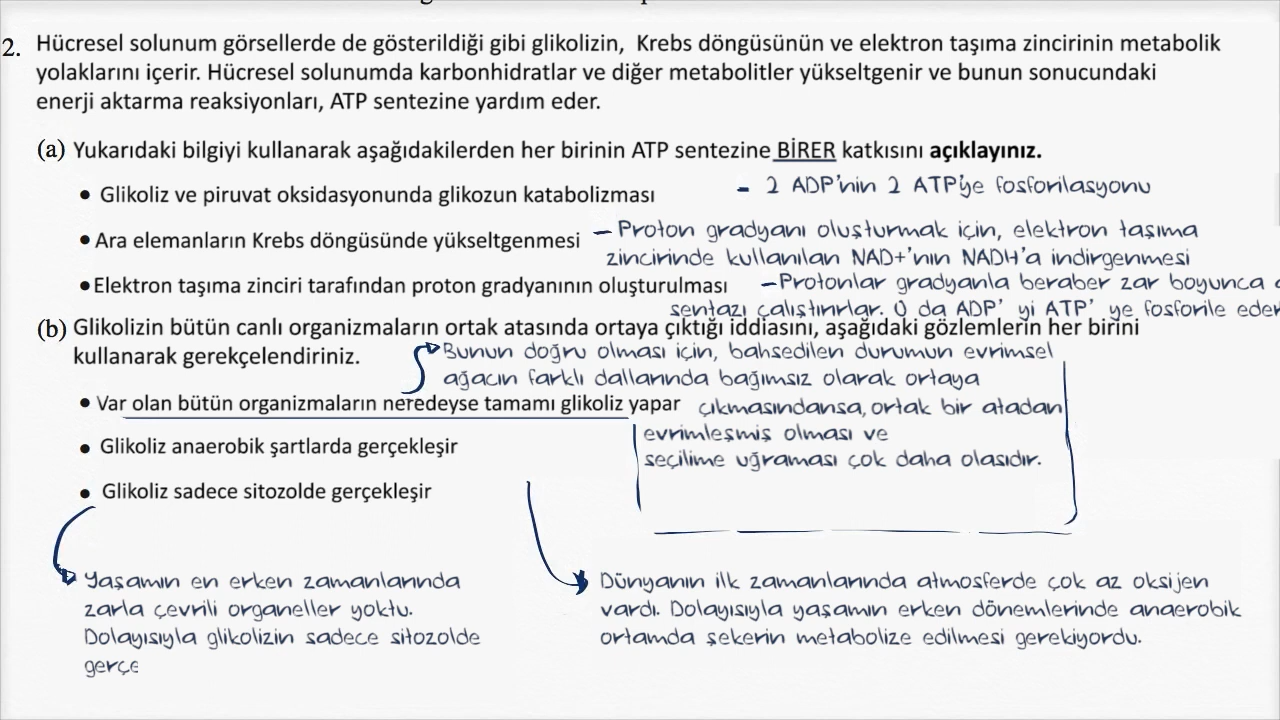 2. Hücresel solunum görsellerde de gösterildiği gibi glikolizin, Krebs döngüsünün ve elektron taşıma zincirinin metabolik
yolaklarını içerir. Hücresel solunumda karbonhidratlar ve diğer metabolitler yükseltgenir ve bunun sonucundaki
enerji aktarma reaksiyonları, ATP sentezine yardım eder.
(a) Yukarıdaki bilgiyi kullanarak aşağıdakilerden her birinin ATP sentezine BİRER katkısını açıklayınız.
• Glikoliz ve piruvat oksidasyonunda glikozun katabolizması
- 2 ADP'nin 2 ATP'ye fosforilasyonu
• Ara elemanların Krebs döngüsünde yükseltgenmesi
- Proton gradyanı oluşturmak için, elektron taşıma
zincirinde kullanılan NAD+'nın NADH'a indirgenmesi
• Elektron taşıma zinciri tarafından proton gradyanının oluşturulması
- Protonlar gradyanla beraber zar boyunca
sentazı çalıştırırlar. O da ADP' yi ATP' ye fosforile eder
(b) Glikolizin bütün canlı organizmaların ortak atasında ortaya çıktığı iddiasını, aşağıdaki gözlemlerin her birini
kullanarak gerekçelendiriniz.
Bunun doğru olması için, bahsedilen durumun evrimsel
ağacın farklı dallarında bağımsız olarak ortaya
• Var olan bütün organizmaların neredeyse tamamı glikoliz yapar
çıkmasındansa, ortak bir atadan
evrimleşmiş olması ve
• Glikoliz anaerobik şartlarda gerçekleşir
seçilime uğraması çok daha olasıdır.
• Glikoliz sadece sitozolde gerçekleşir
Yaşamın en erken zamanlarında
zarla çevrili organeller yoktu.
Dolayısıyla glikolizin sadece sitozolde
gerçe
Dünyanın ilk zamanlarında atmosferde çok az oksijen
vardı. Dolayısıyla yaşamın erken dönemlerinde anaerobik
ortamda şekerin metabolize edilmesi gerekiyordu.